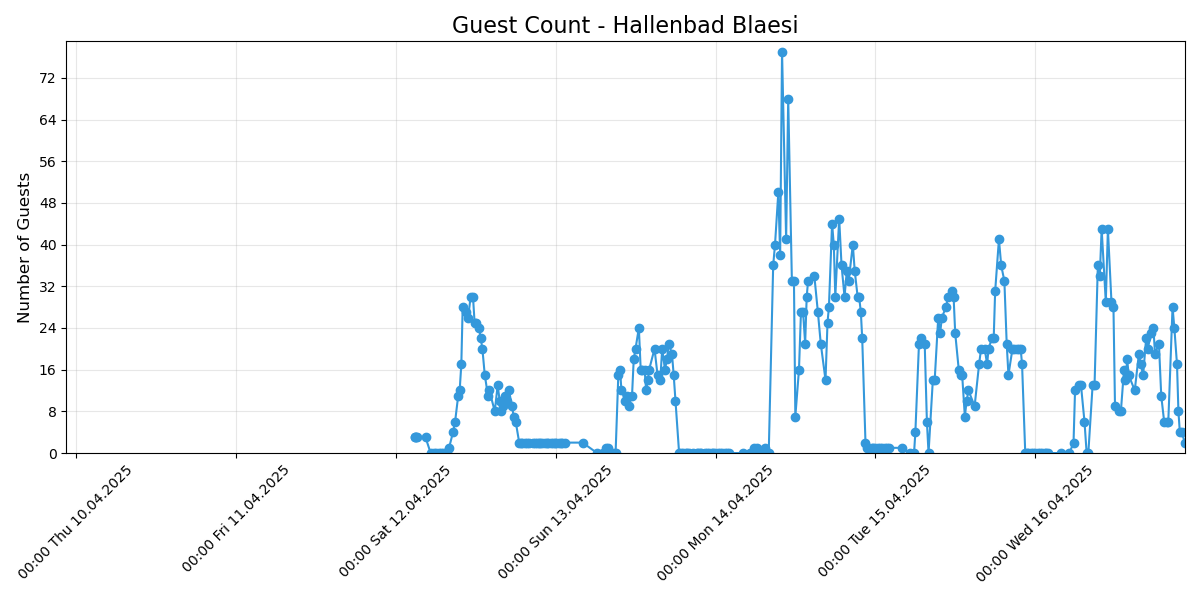 Guest Count - Hallenbad Blaesi
Number of Guests
72
64
56
48
40
32
24
16
8
0
00:00 Thu 10.04.2025
00:00 Fri 11.04.2025
00:00 Sat 12.04.2025
00:00 Sun 13.04.2025
00:00 Mon 14.04.2025
00:00 Tue 15.04.2025
00:00 Wed 16.04.2025